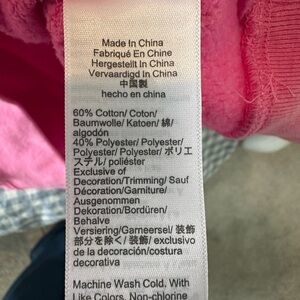 Made In China
Fabriqué En Chine
Hergestellt In China
Vervaardigd In China
中国製
hecho en china
60% Cotton/ Coton/
Baumwolle/ Katoen/ 綿/
algodón
40% Polyester/ Polyester/
Polyester/ Polyester/ ポリエ
ステル/ poliéster
Exclusive of
Decoration/Trimming/ Sauf
Décoration/Garniture/
Ausgenommen
Dekoration/Bordüren/
Behalve
Versiering/Garneersel/ 装飾
部分を除く/ 装飾/ exclusivo
de la decoración/costura
decorativa
Machine Wash Cold. With
Like Colors. Non-chlorine